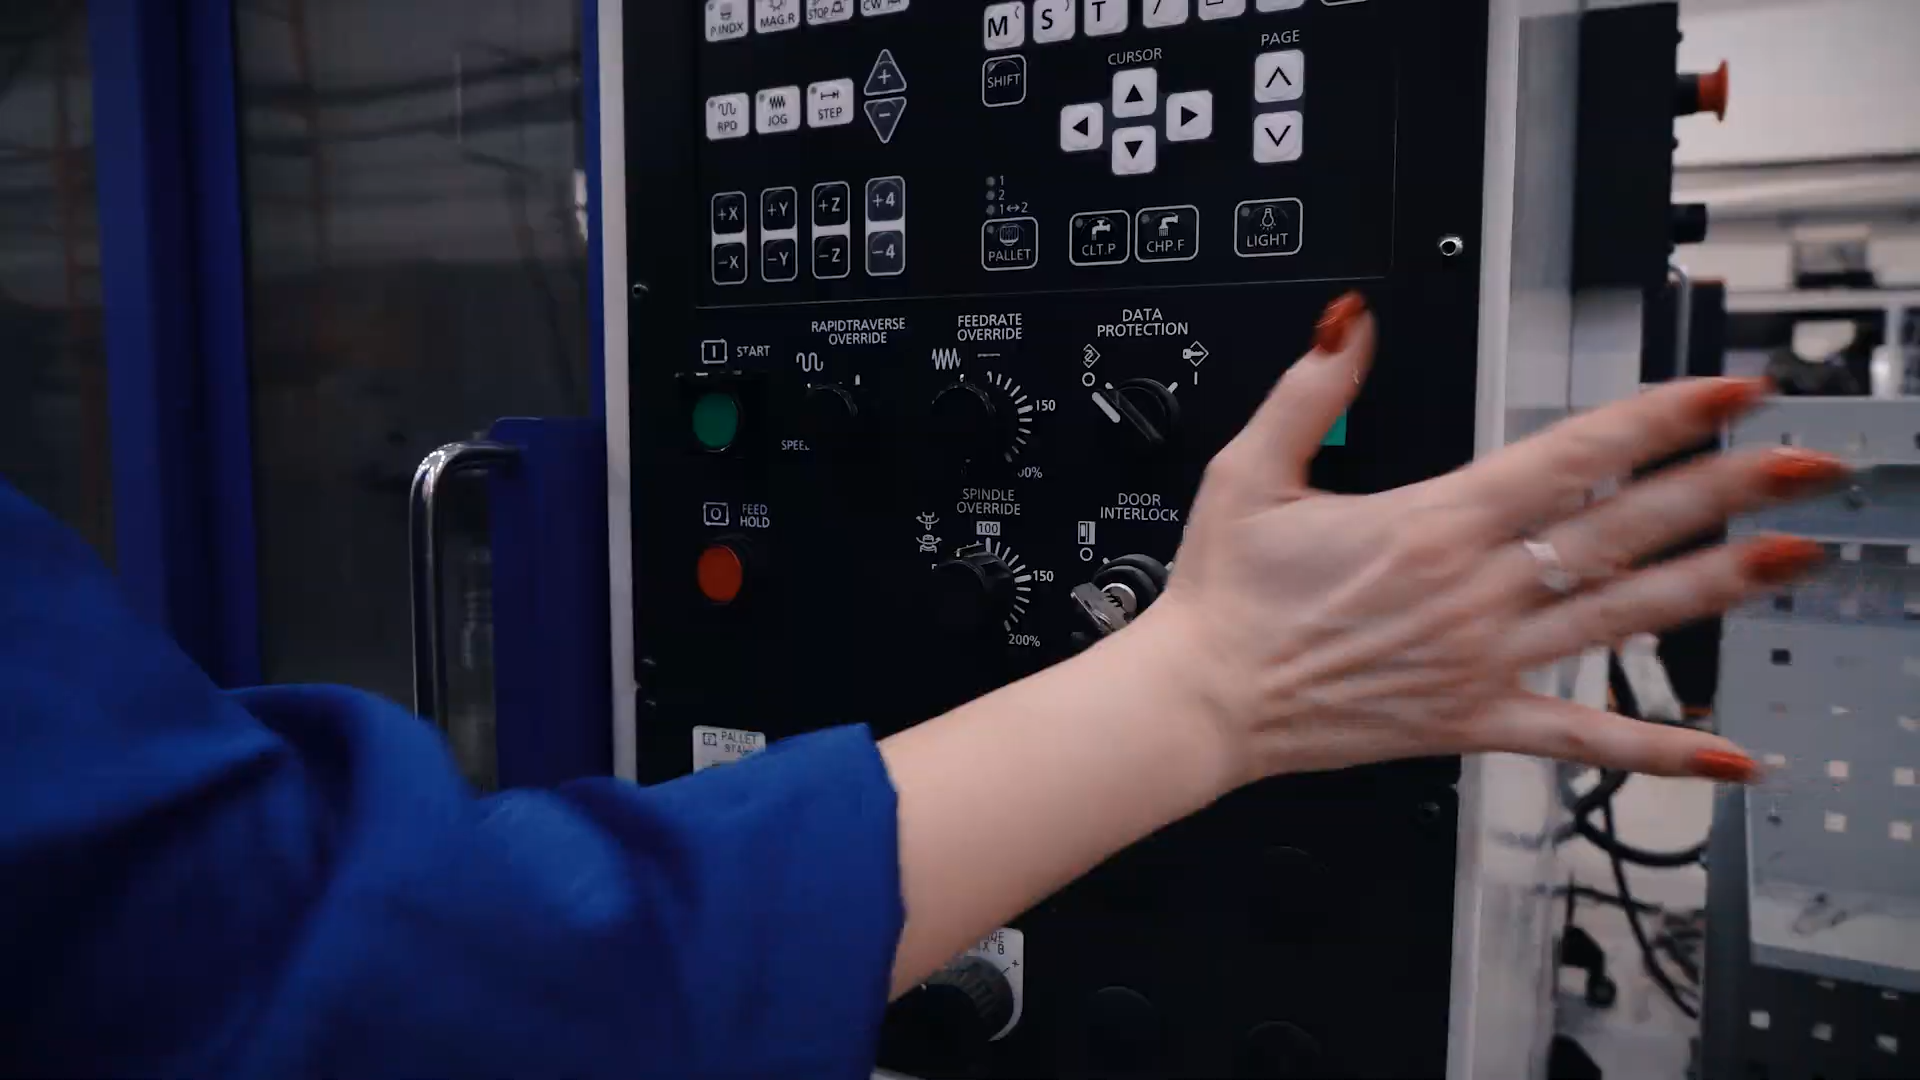 P.INDX
MAG.R
STOP
CW
M S T /
RPD
JOG
STEP
+
−
SHIFT
CURSOR
PAGE
+X +Y +Z +4
−X −Y −Z −4
1
2
1↔2
PALLET
CLT.P
CHP.F
LIGHT
START
RAPIDTRAVERSE
OVERRIDE
FEEDRATE
OVERRIDE
DATA
PROTECTION
150
SPINDLE
OVERRIDE
100
150
200%
DOOR
INTERLOCK
FEED
HOLD
PALLET